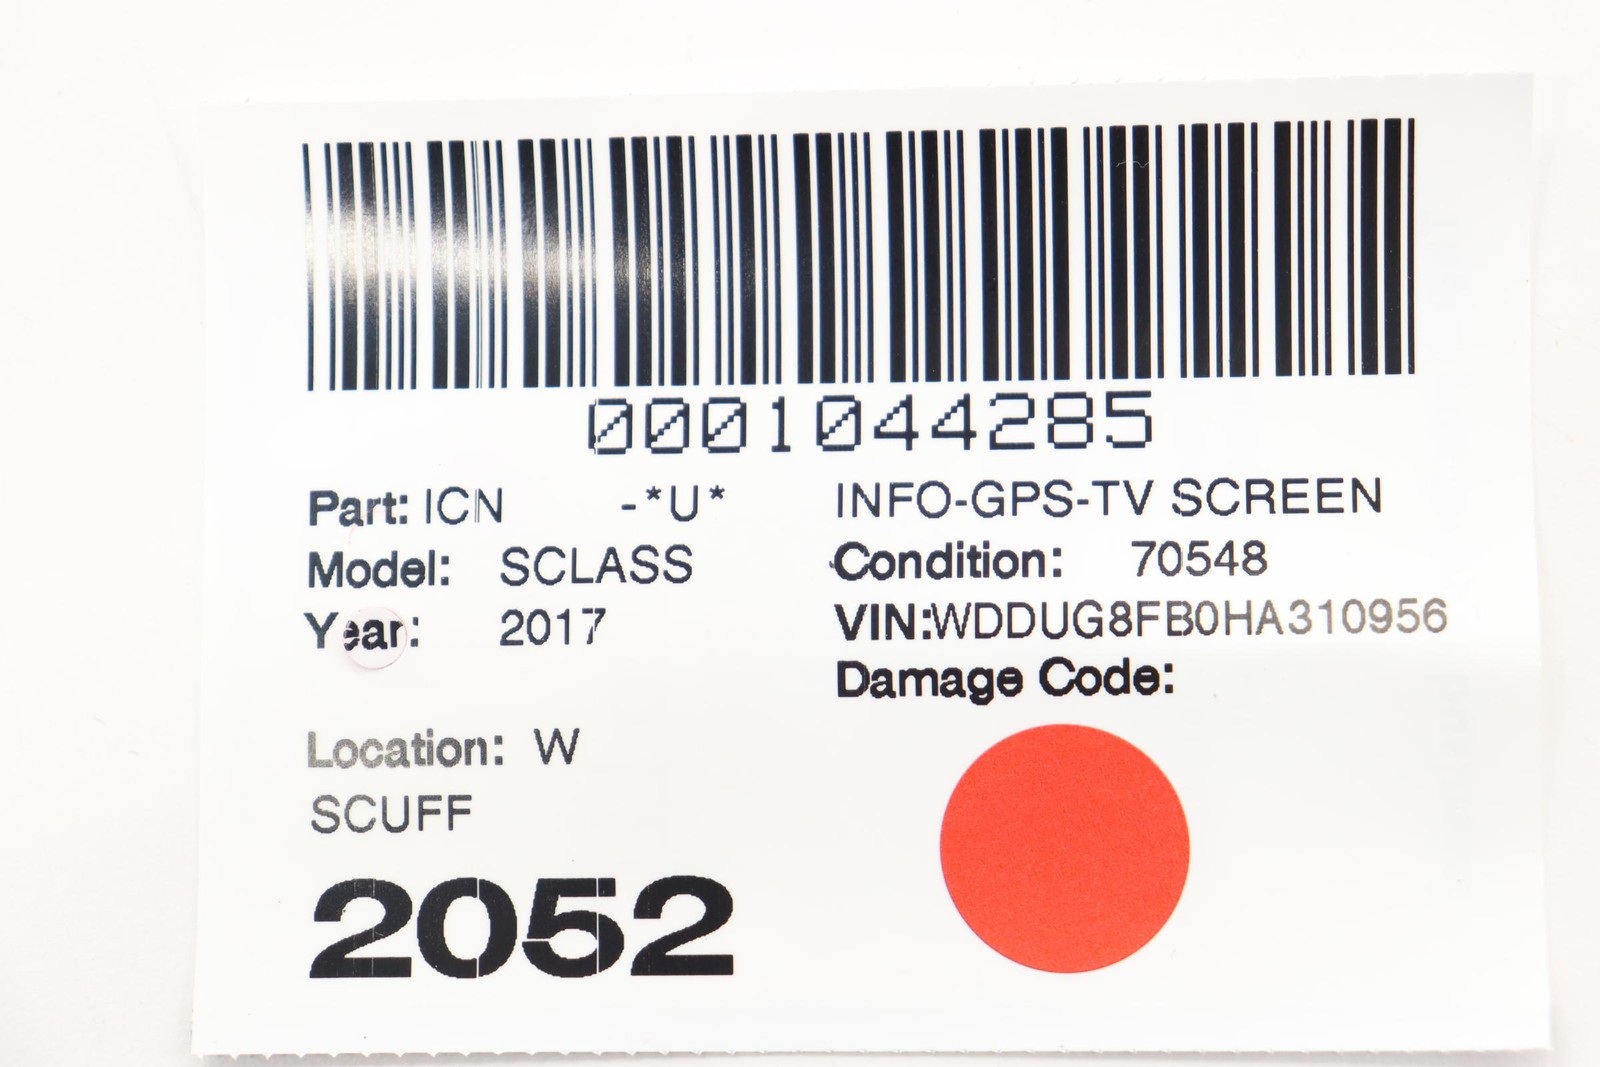 0001044285
Part: ICN -*U* INFO-GPS-TV SCREEN
Model: SCLASS Condition: 70548
Year: 2017 VIN:WDDUG8FB0HA310956
Damage Code:
Location: W
SCUFF
2052